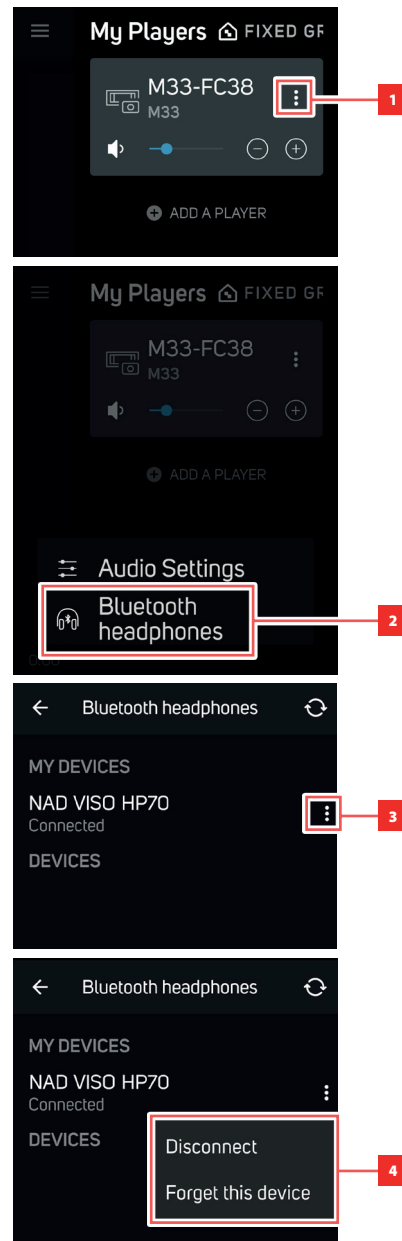 My Players FIXED GR
M33-FC38
M33
1
ADD A PLAYER
My Players FIXED GR
M33-FC38
M33
ADD A PLAYER
Audio Settings
Bluetooth
headphones
2
Bluetooth headphones
MY DEVICES
NAD VISO HP70
Connected
3
DEVICES
Bluetooth headphones
MY DEVICES
NAD VISO HP70
Connected
DEVICES
Disconnect
4
Forget this device